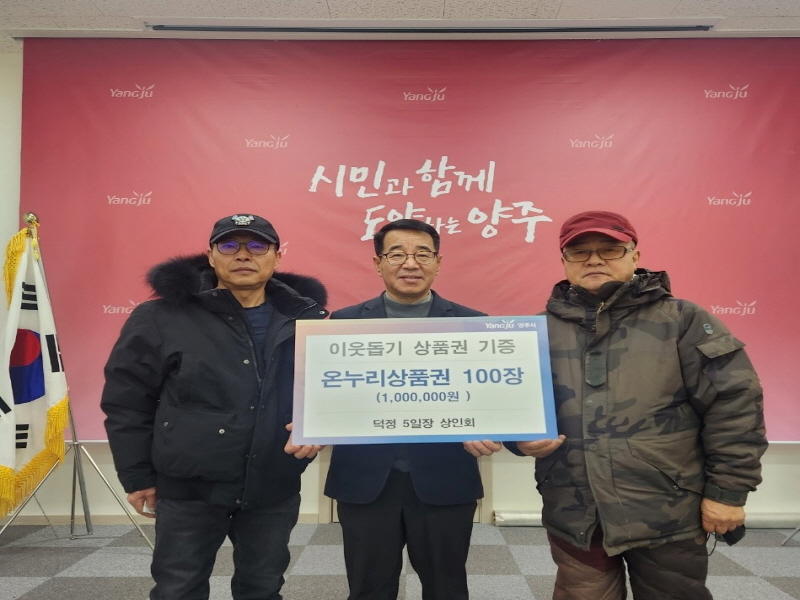 Yangju
Yangju
Yangju
Yangju
Yangju
시민과 함께
도약하는 양주
Yangju
Yangju
Yangju
Yangju
Yangju 양주시
이웃돕기 상품권 기증
온누리상품권 100장
(1,000,000원 )
덕정 5일장 상인회